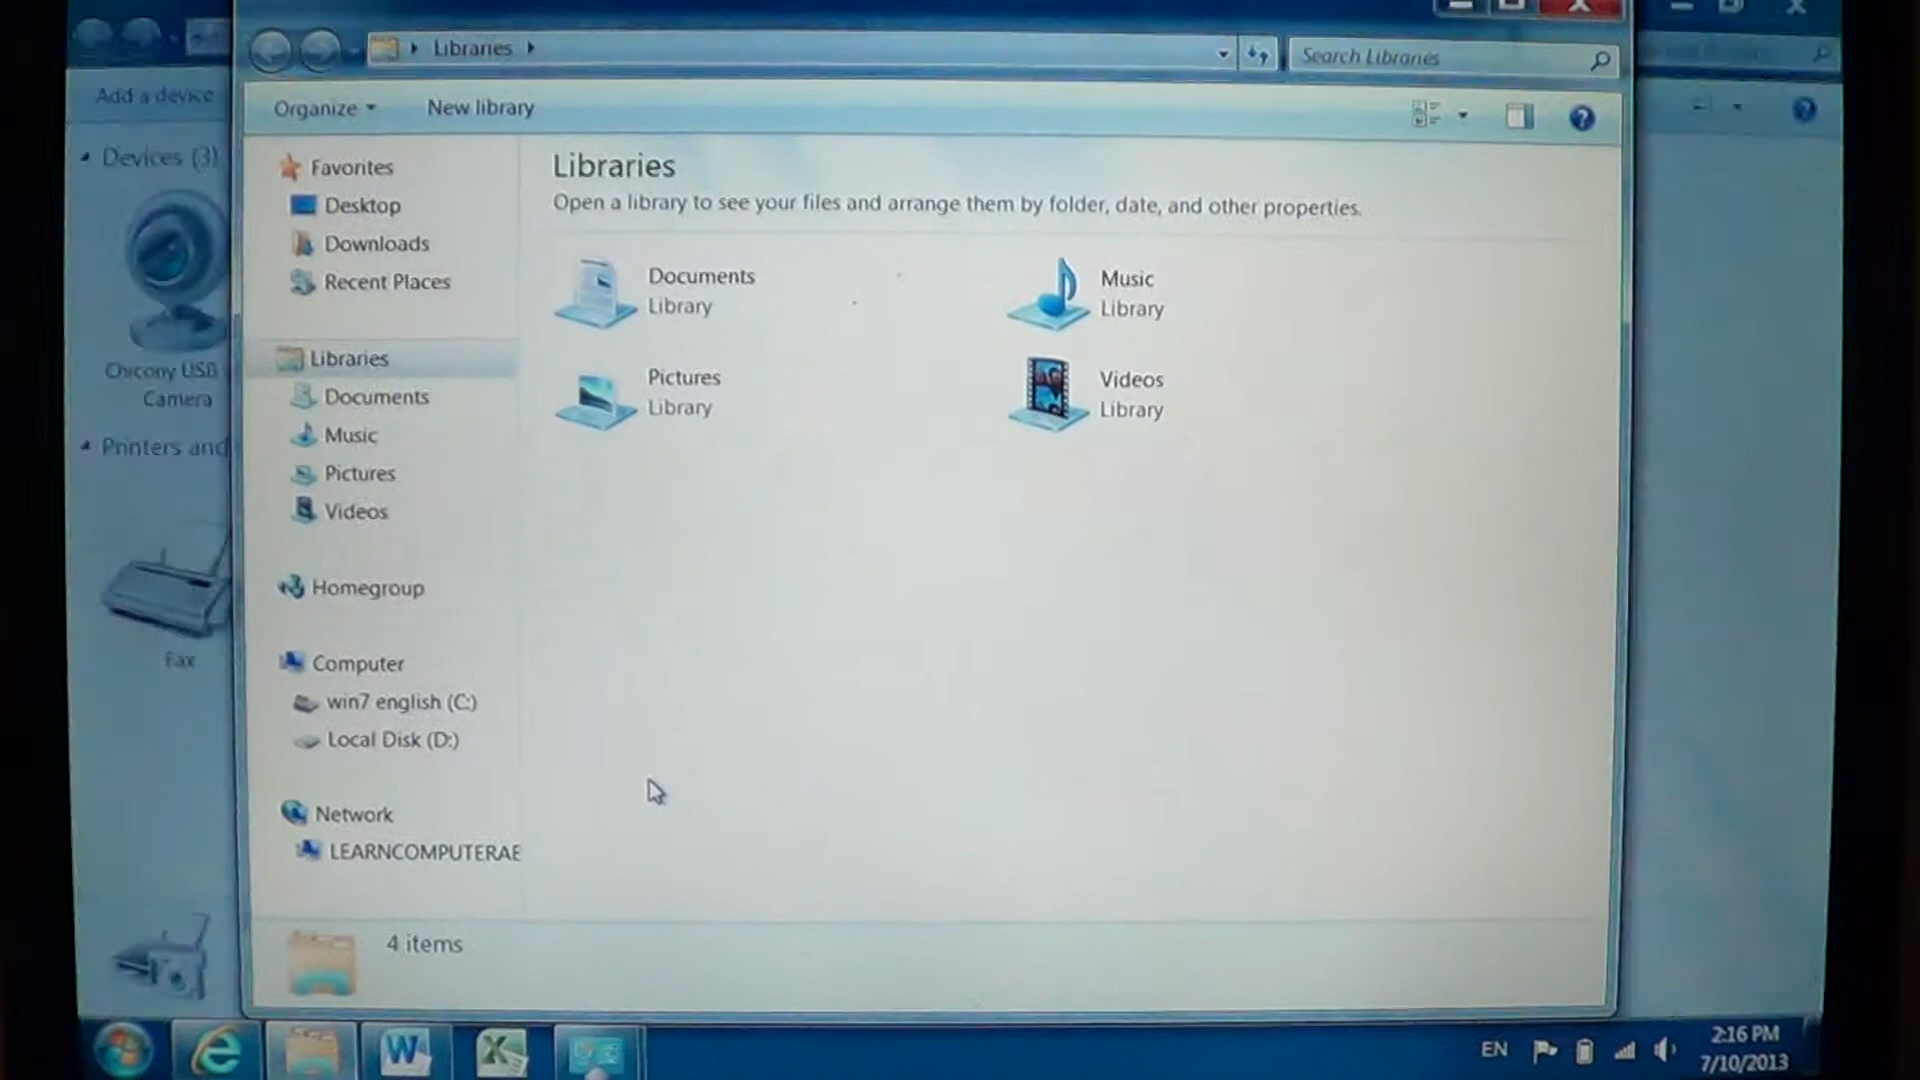 Libraries
Search Libraries
Add a device
Organize
New library
Devices (3)
Chicony USB
Camera
Printers and
Fax
Favorites
Desktop
Downloads
Recent Places
Libraries
Documents
Music
Pictures
Videos
Homegroup
Computer
win7 english (C:)
Local Disk (D:)
Network
LEARNCOMPUTERAE
Libraries
Open a library to see your files and arrange them by folder, date, and other properties.
Documents
Library
Music
Library
Pictures
Library
Videos
Library
4 items
EN
2:16 PM
7/10/2013